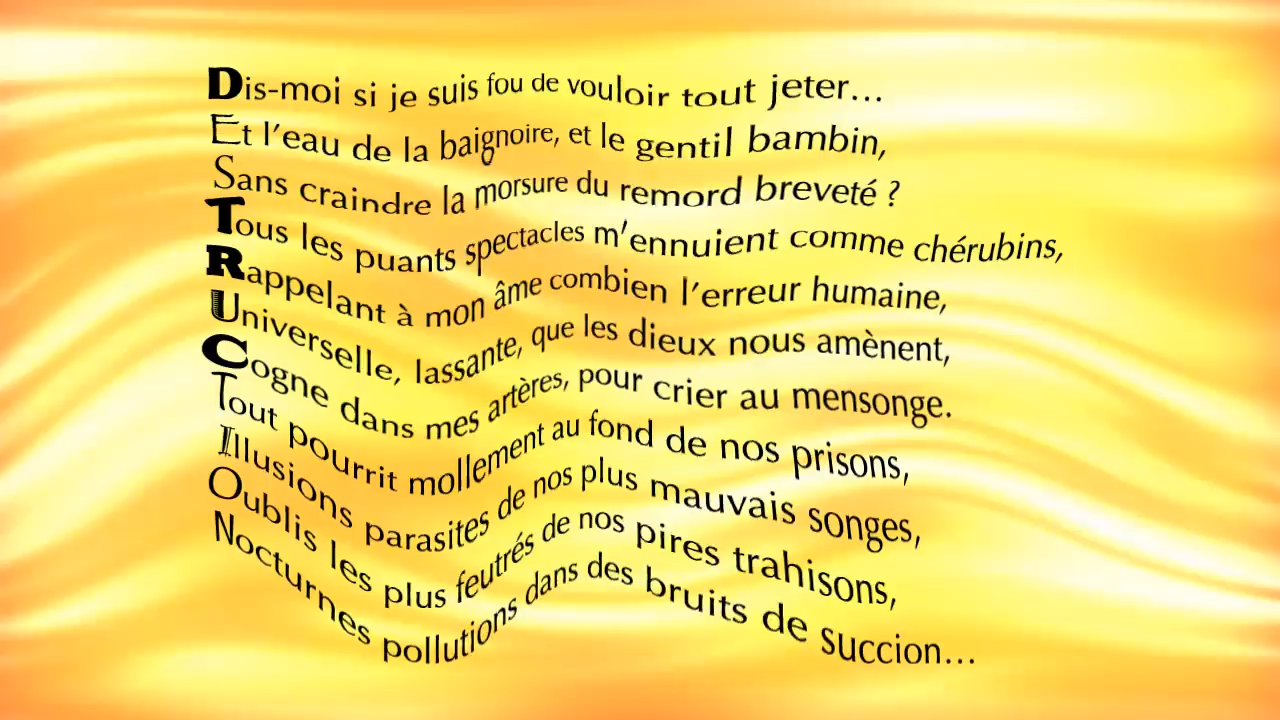 Dis-moi si je suis fou de vouloir tout jeter...
Et l'eau de la baignoire, et le gentil bambin,
Sans craindre la morsure du remord breveté ?
Tous les puants spectacles m'ennuient comme chérubins,
Rappelant à mon âme combien l'erreur humaine,
Universelle, lassante, que les dieux nous amènent,
Cogne dans mes artères, pour crier au mensonge.
Tout pourrit mollement au fond de nos prisons,
Illusions parasites de nos plus mauvais songes,
Oublis les plus feutrés de nos pires trahisons,
Nocturnes pollutions dans des bruits de succion...